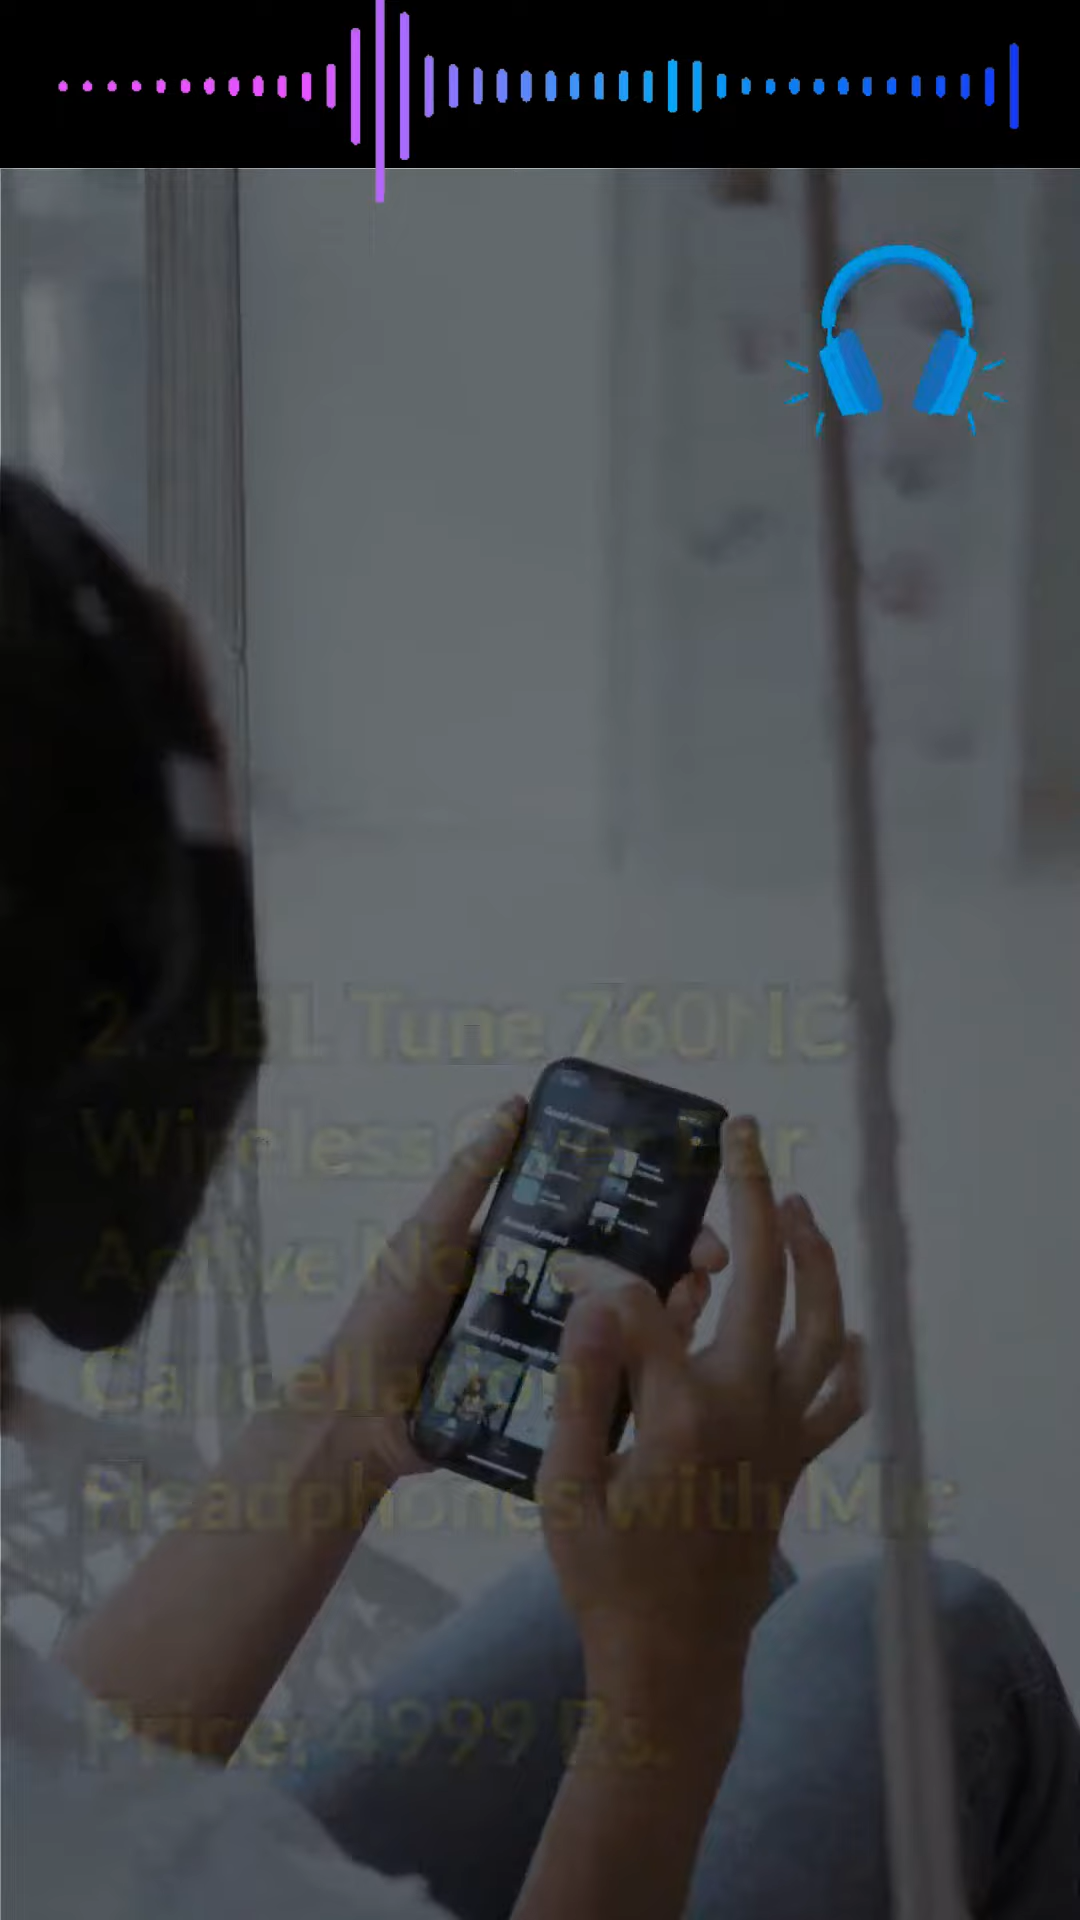 2. JBL Tune 760NC
Wireless Over Ear
Active Noise
Cancellation
Headphones with Mic
Price: 4999 Rs.